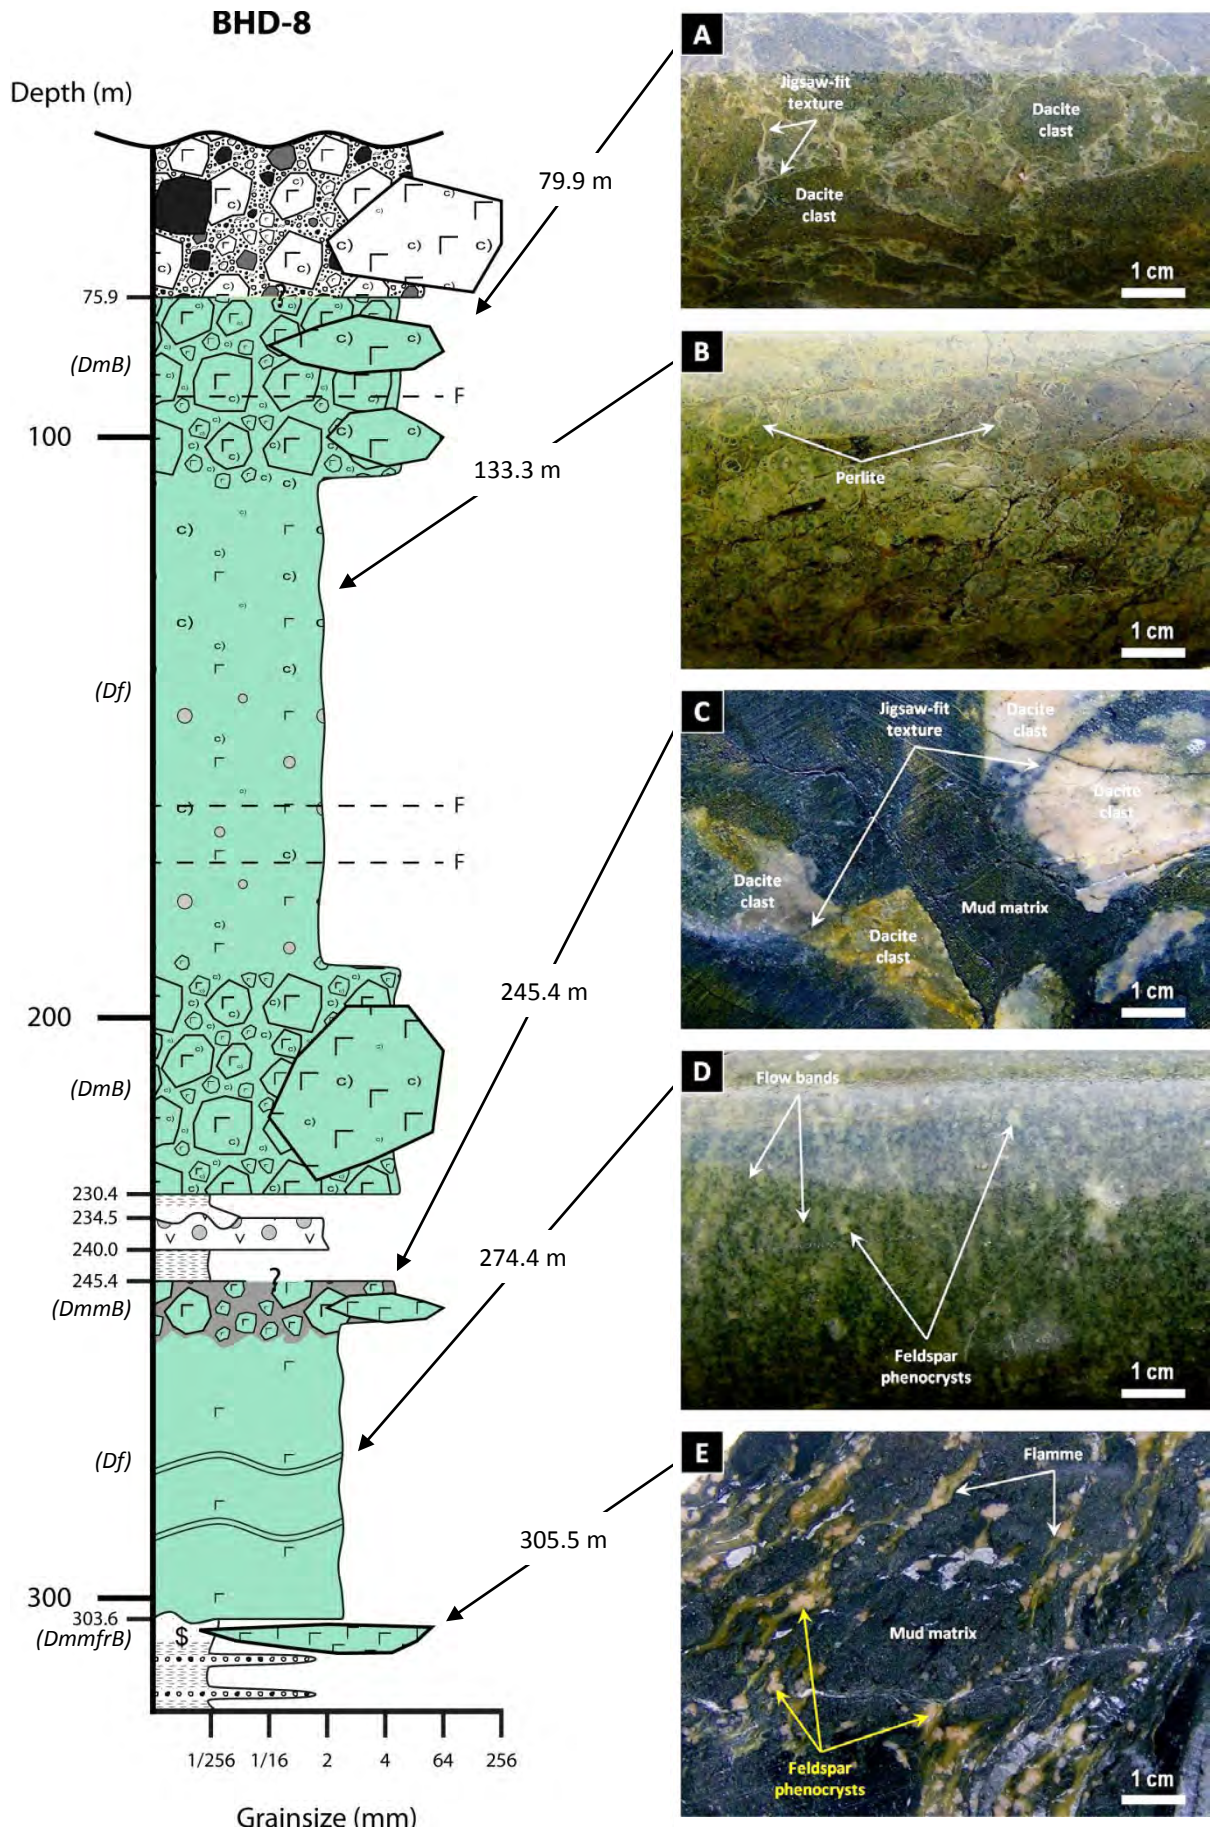 BHD-8
Depth (m)
75.9
(DmB)
F
100
(Df)
F
F
200
(DmB)
230.4
234.5
240.0
245.4
?
(DmmB)
(Df)
300
303.6
(DmmfrB)
$
1/256 1/16 2 4 64 256
Grainsize (mm)
79.9 m
133.3 m
245.4 m
274.4 m
305.5 m
A
Jigsaw-fit
texture
Dacite
clast
Dacite
clast
1 cm
B
Perlite
1 cm
C
Jigsaw-fit
texture
Dacite
clast
Dacite
clast
Dacite
clast
Mud matrix
Dacite
clast
1 cm
D
Flow bands
Feldspar
phenocrysts
1 cm
E
Flamme
Mud matrix
Feldspar
phenocrysts
1 cm